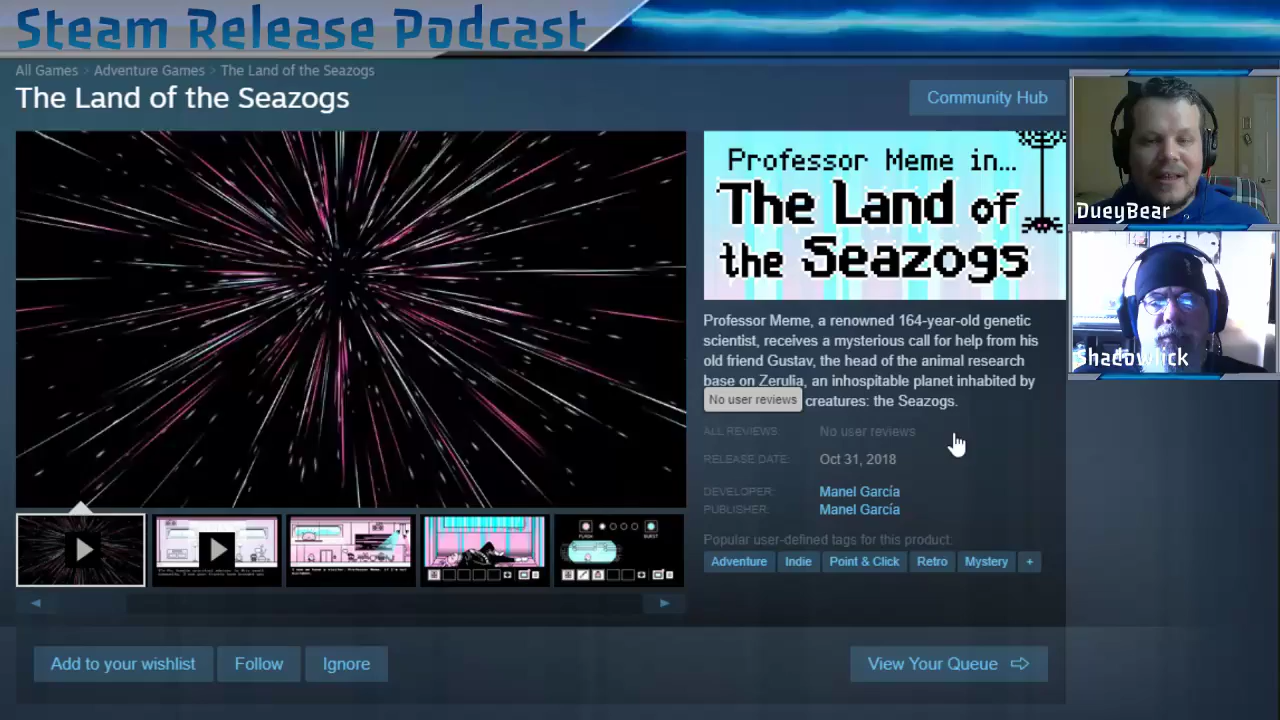 Steam Release Podcast
All Games > Adventure Games > The Land of the Seazogs
The Land of the Seazogs
Community Hub
Professor Meme in...
The Land of
the Seazogs
DueyBear
Shadowlick
Professor Meme, a renowned 164-year-old genetic
scientist, receives a mysterious call for help from his
old friend Gustav, the head of the animal research
base on Zerulia, an inhospitable planet inhabited by
No user reviews creatures: the Seazogs.
ALL REVIEWS: No user reviews
RELEASE DATE: Oct 31, 2018
DEVELOPER: Manel García
PUBLISHER: Manel García
Popular user-defined tags for this product:
Adventure Indie Point & Click Retro Mystery +
Add to your wishlist Follow Ignore View Your Queue